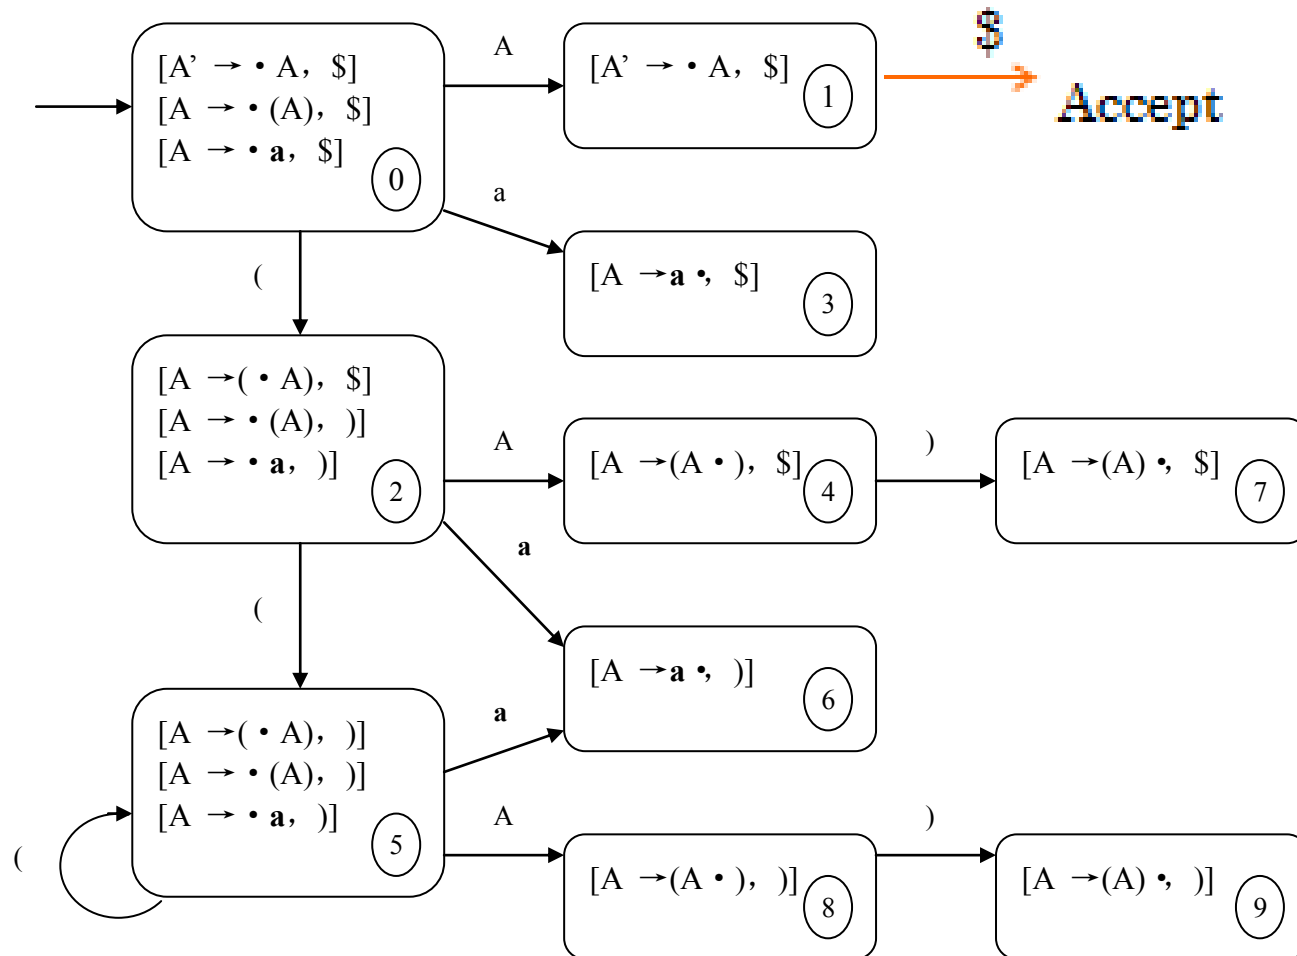 [A’ → • A, $]
[A → • (A), $]
[A → • a, $]
0
A
[A’ → • A, $]
1
$
Accept
a
[A → a •, $]
3
(
[A → ( • A), $]
[A → • (A), )]
[A → • a, )]
2
A
[A → (A • ), $]
4
)
[A → (A) •, $]
7
a
(
[A → a •, )]
6
a
[A → ( • A), )]
[A → • (A), )]
[A → • a, )]
5
(
A
[A → (A • ), )]
8
)
[A → (A) •, )]
9